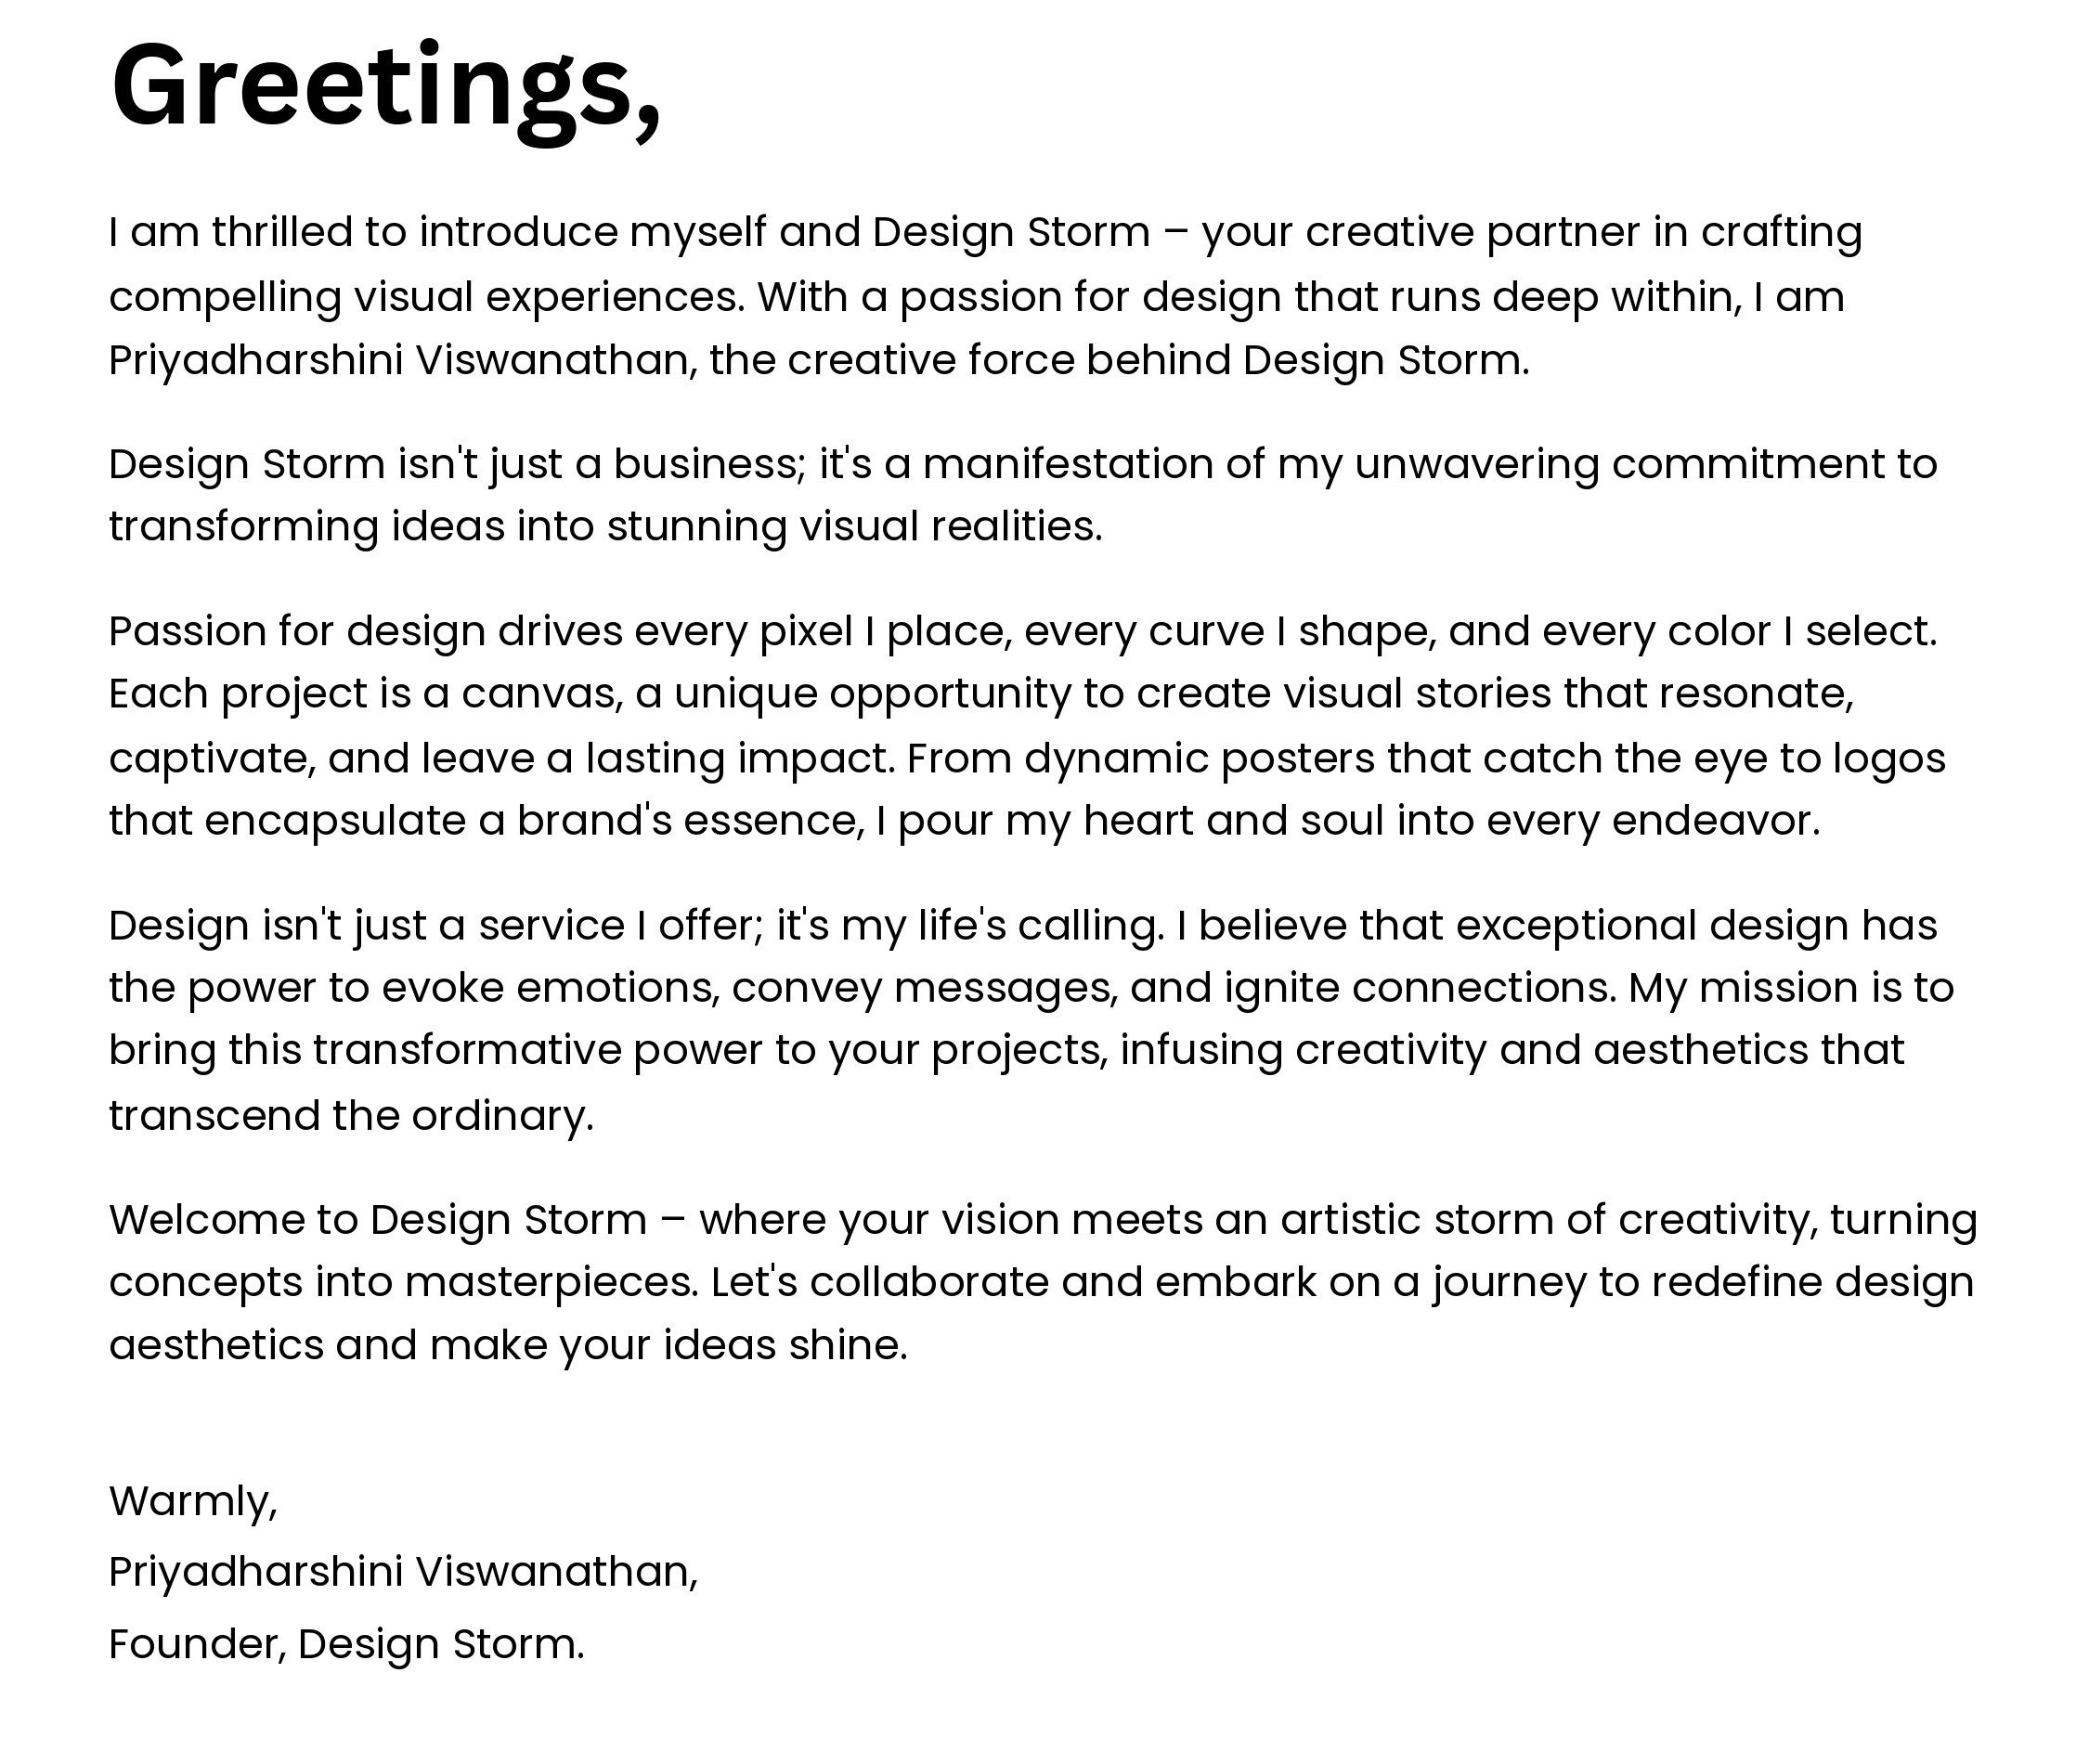 Greetings,
I am thrilled to introduce myself and Design Storm – your creative partner in crafting
compelling visual experiences. With a passion for design that runs deep within, I am
Priyadharshini Viswanathan, the creative force behind Design Storm.
Design Storm isn't just a business; it's a manifestation of my unwavering commitment to
transforming ideas into stunning visual realities.
Passion for design drives every pixel I place, every curve I shape, and every color I select.
Each project is a canvas, a unique opportunity to create visual stories that resonate,
captivate, and leave a lasting impact. From dynamic posters that catch the eye to logos
that encapsulate a brand's essence, I pour my heart and soul into every endeavor.
Design isn't just a service I offer; it's my life's calling. I believe that exceptional design has
the power to evoke emotions, convey messages, and ignite connections. My mission is to
bring this transformative power to your projects, infusing creativity and aesthetics that
transcend the ordinary.
Welcome to Design Storm – where your vision meets an artistic storm of creativity, turning
concepts into masterpieces. Let's collaborate and embark on a journey to redefine design
aesthetics and make your ideas shine.
Warmly,
Priyadharshini Viswanathan,
Founder, Design Storm.